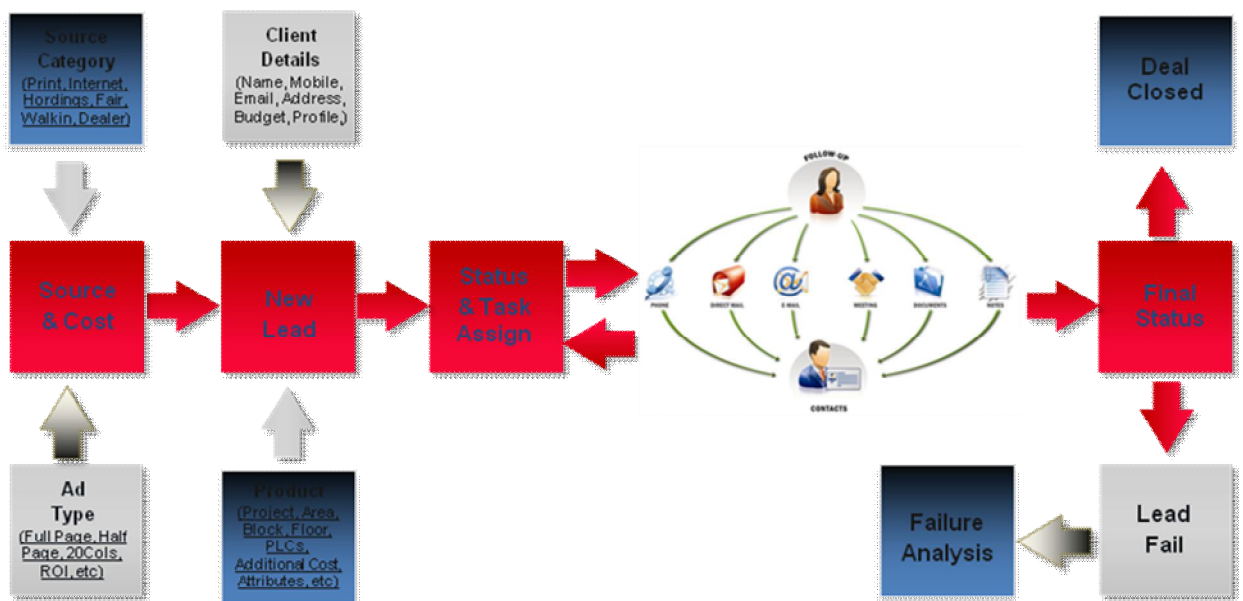 Source
Category
(Print, Internet,
Hordings, Fair,
Walkin, Dealer)
Client
Details
(Name, Mobile,
Email, Address,
Budget, Profile,)
Deal
Closed
FOLLOW-UP
Source
& Cost
New
Lead
Status
& Task
Assign
PHONE
DIRECT MAIL
E-MAIL
MEETING
DOCUMENTS
NOTES
CONTACTS
Final
Status
Ad
Type
(Full Page, Half
Page, 20Cols,
ROI, etc)
Product
(Project, Area,
Block, Floor,
PLCs,
Additional Cost,
Attributes, etc)
Failure
Analysis
Lead
Fail